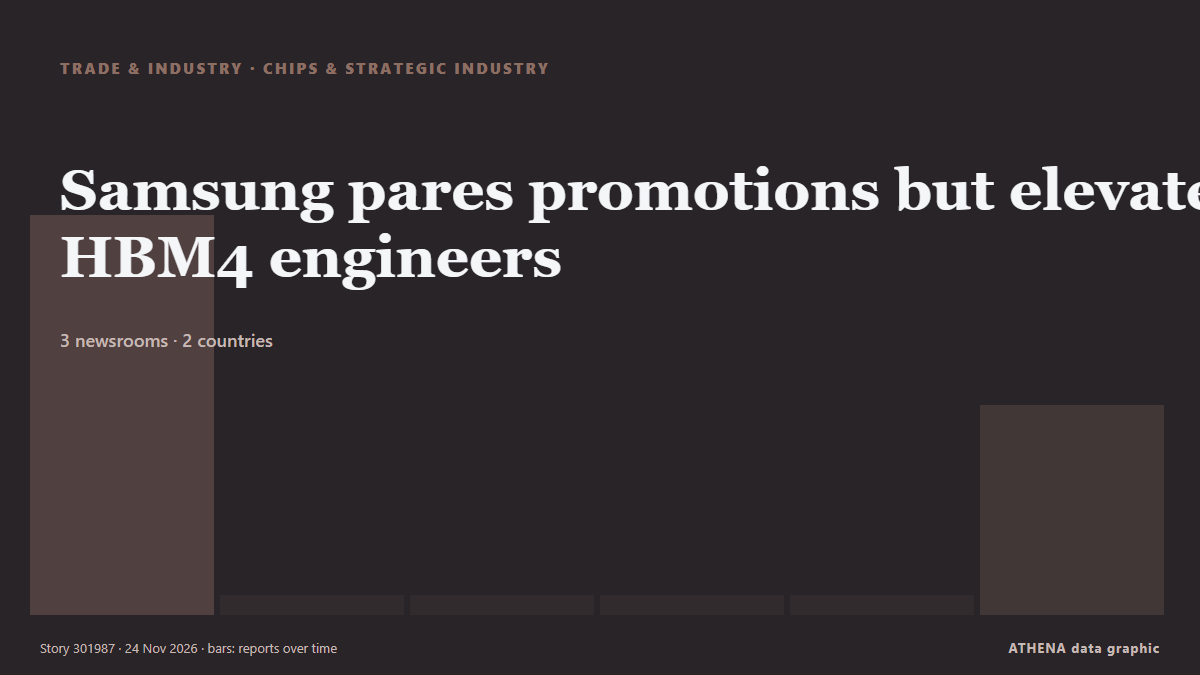 TRADE & INDUSTRY · CHIPS & STRATEGIC INDUSTRY
Samsung pares promotions but elevate
HBM4 engineers
3 newsrooms · 2 countries
Story 301987 · 24 Nov 2026 · bars: reports over time
ATHENA data graphic